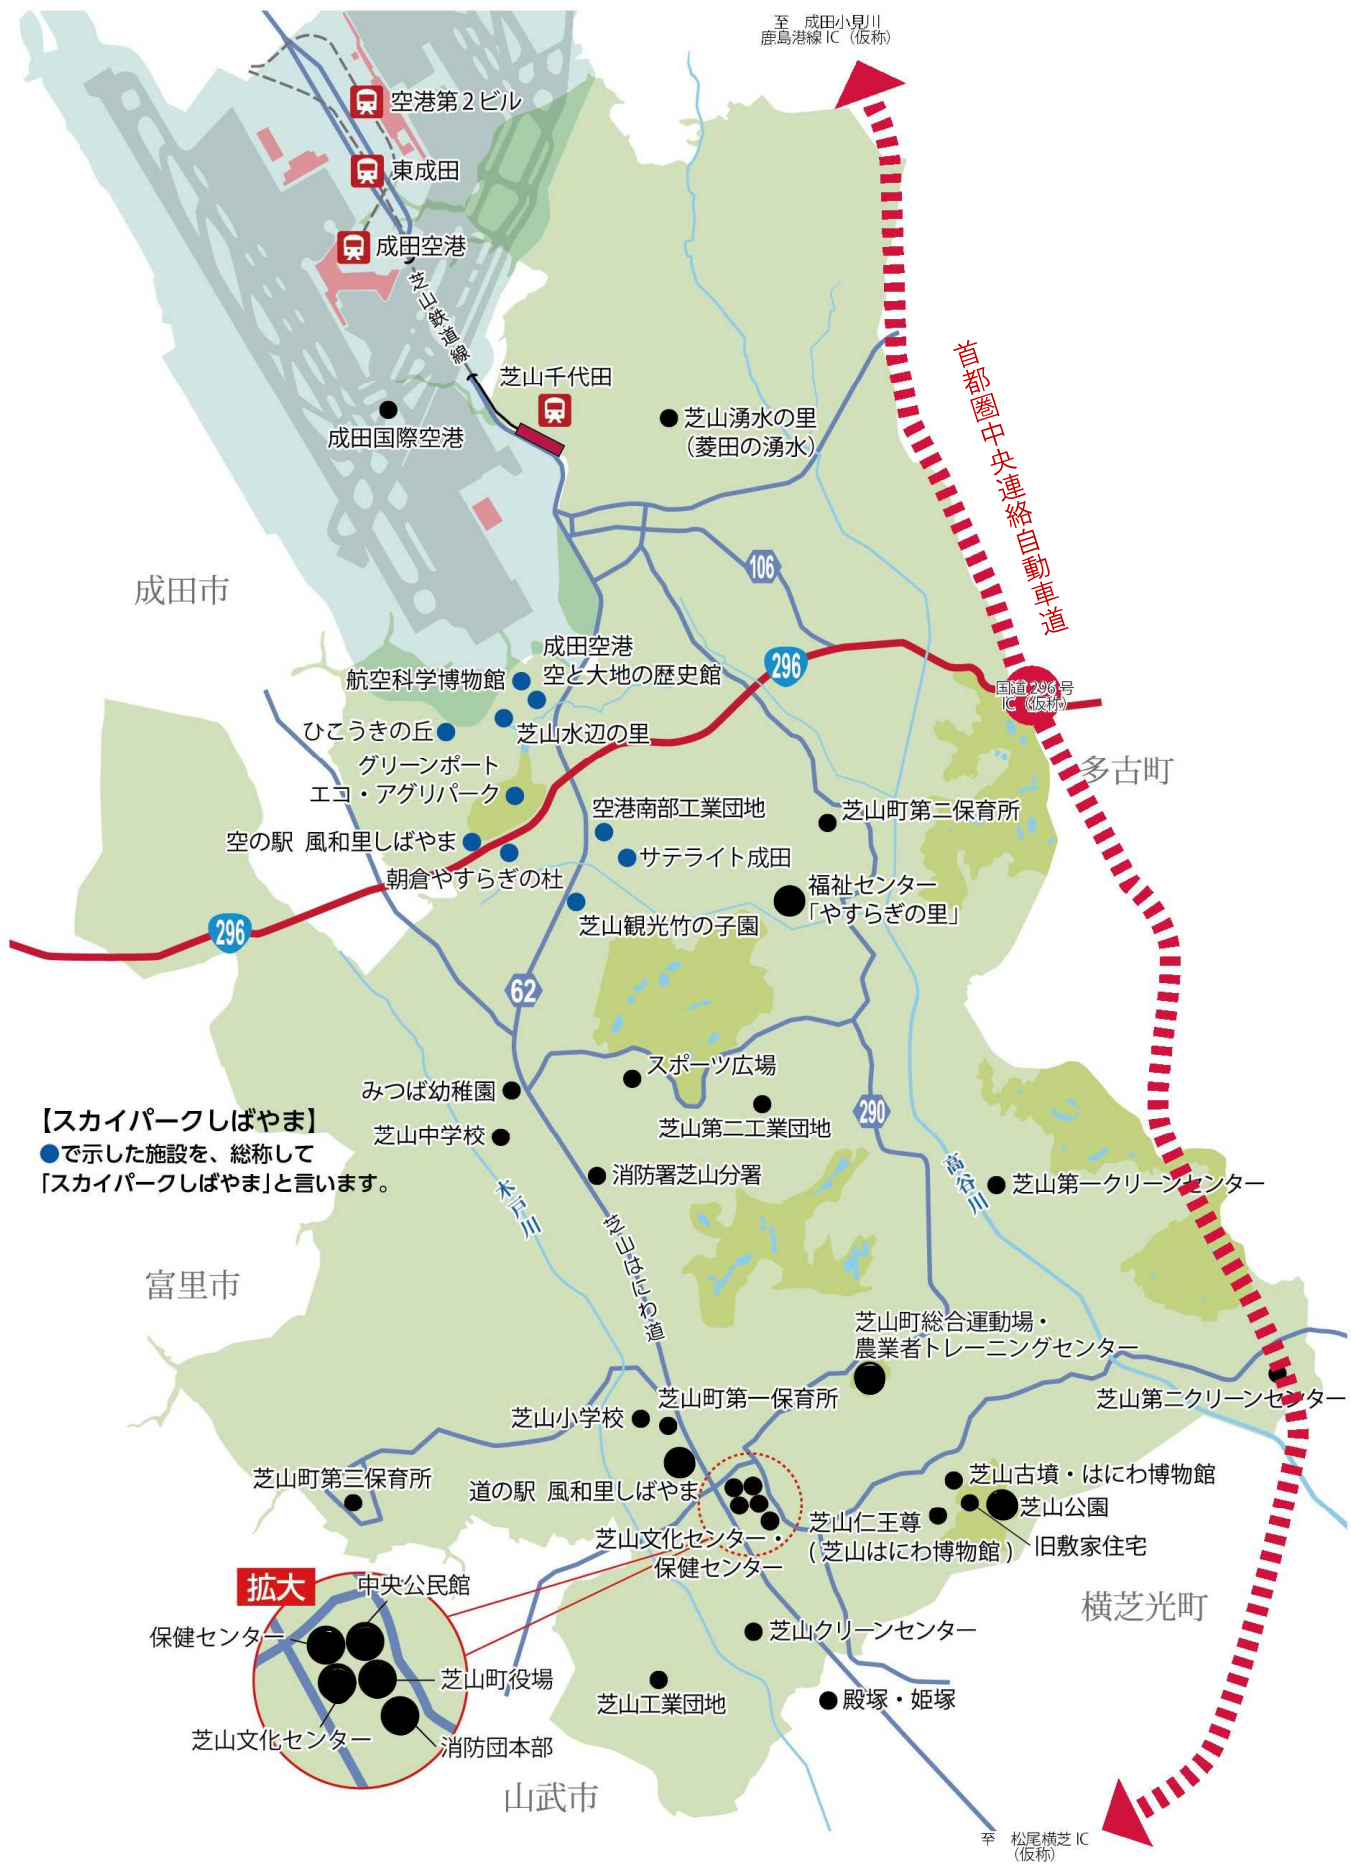 至 成田小見川
鹿島港線 IC（仮称）
空港第２ビル
東成田
成田空港
芝山鉄道線
芝山千代田
成田国際空港
芝山湧水の里
（菱田の湧水）
首都圏中央連絡自動車道
106
成田市
成田空港
空と大地の歴史館
航空科学博物館
296
国道 296 号
IC（仮称）
ひこうきの丘
芝山水辺の里
多古町
グリーンポート
エコ・アグリパーク
空港南部工業団地
芝山町第二保育所
空の駅 風和里しばやま
サテライト成田
朝倉やすらぎの杜
福祉センター
「やすらぎの里」
芝山観光竹の子園
296
62
スポーツ広場
みつば幼稚園
290
【スカイパークしばやま】
●で示した施設を、総称して
「スカイパークしばやま」と言います。
芝山中学校
芝山第二工業団地
消防署芝山分署
高谷川
芝山第一クリーンセンター
木戸川
芝山はにわ道
富里市
芝山町総合運動場・
農業者トレーニングセンター
芝山町第一保育所
芝山小学校
芝山第二クリーンセンター
芝山町第三保育所
道の駅 風和里しばやま
芝山古墳・はにわ博物館
芝山公園
芝山仁王尊
（芝山はにわ博物館）
旧敷家住宅
芝山文化センター・
保健センター
拡大
中央公民館
保健センター
芝山町役場
芝山文化センター
消防団本部
横芝光町
芝山クリーンセンター
芝山工業団地
殿塚・姫塚
山武市
至 松尾横芝 IC
（仮称）